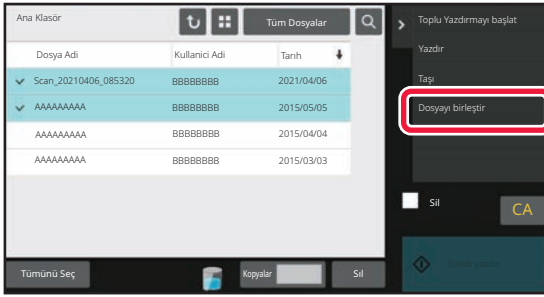 Ana Klasör
Tüm Dosyalar
Dosya Adi
Kullanici Adi
Tarıh
Scan_20210406_085320
BBBBBBBB
2021/04/06
AAAAAAAAA
BBBBBBBB
2015/05/05
AAAAAAAAA
BBBBBBBB
2015/04/04
AAAAAAAAA
BBBBBBBB
2015/03/03
Tümünü Seç
Kopyalar
Sıl
Toplu Yazdırmayı başlat
Yazdır
Taşı
Dosyayı birleştir
Sil
CA